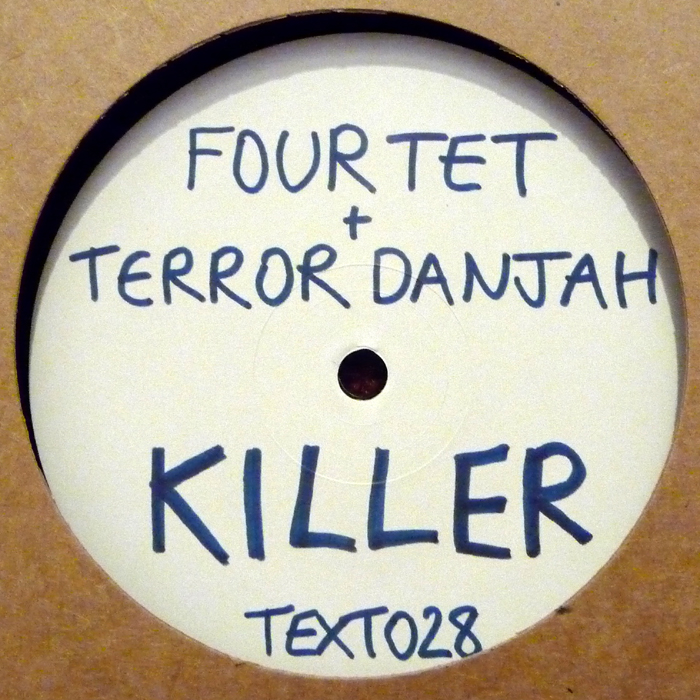 FOUR TET
+
TERROR DANJAH
KILLER
TEXT028